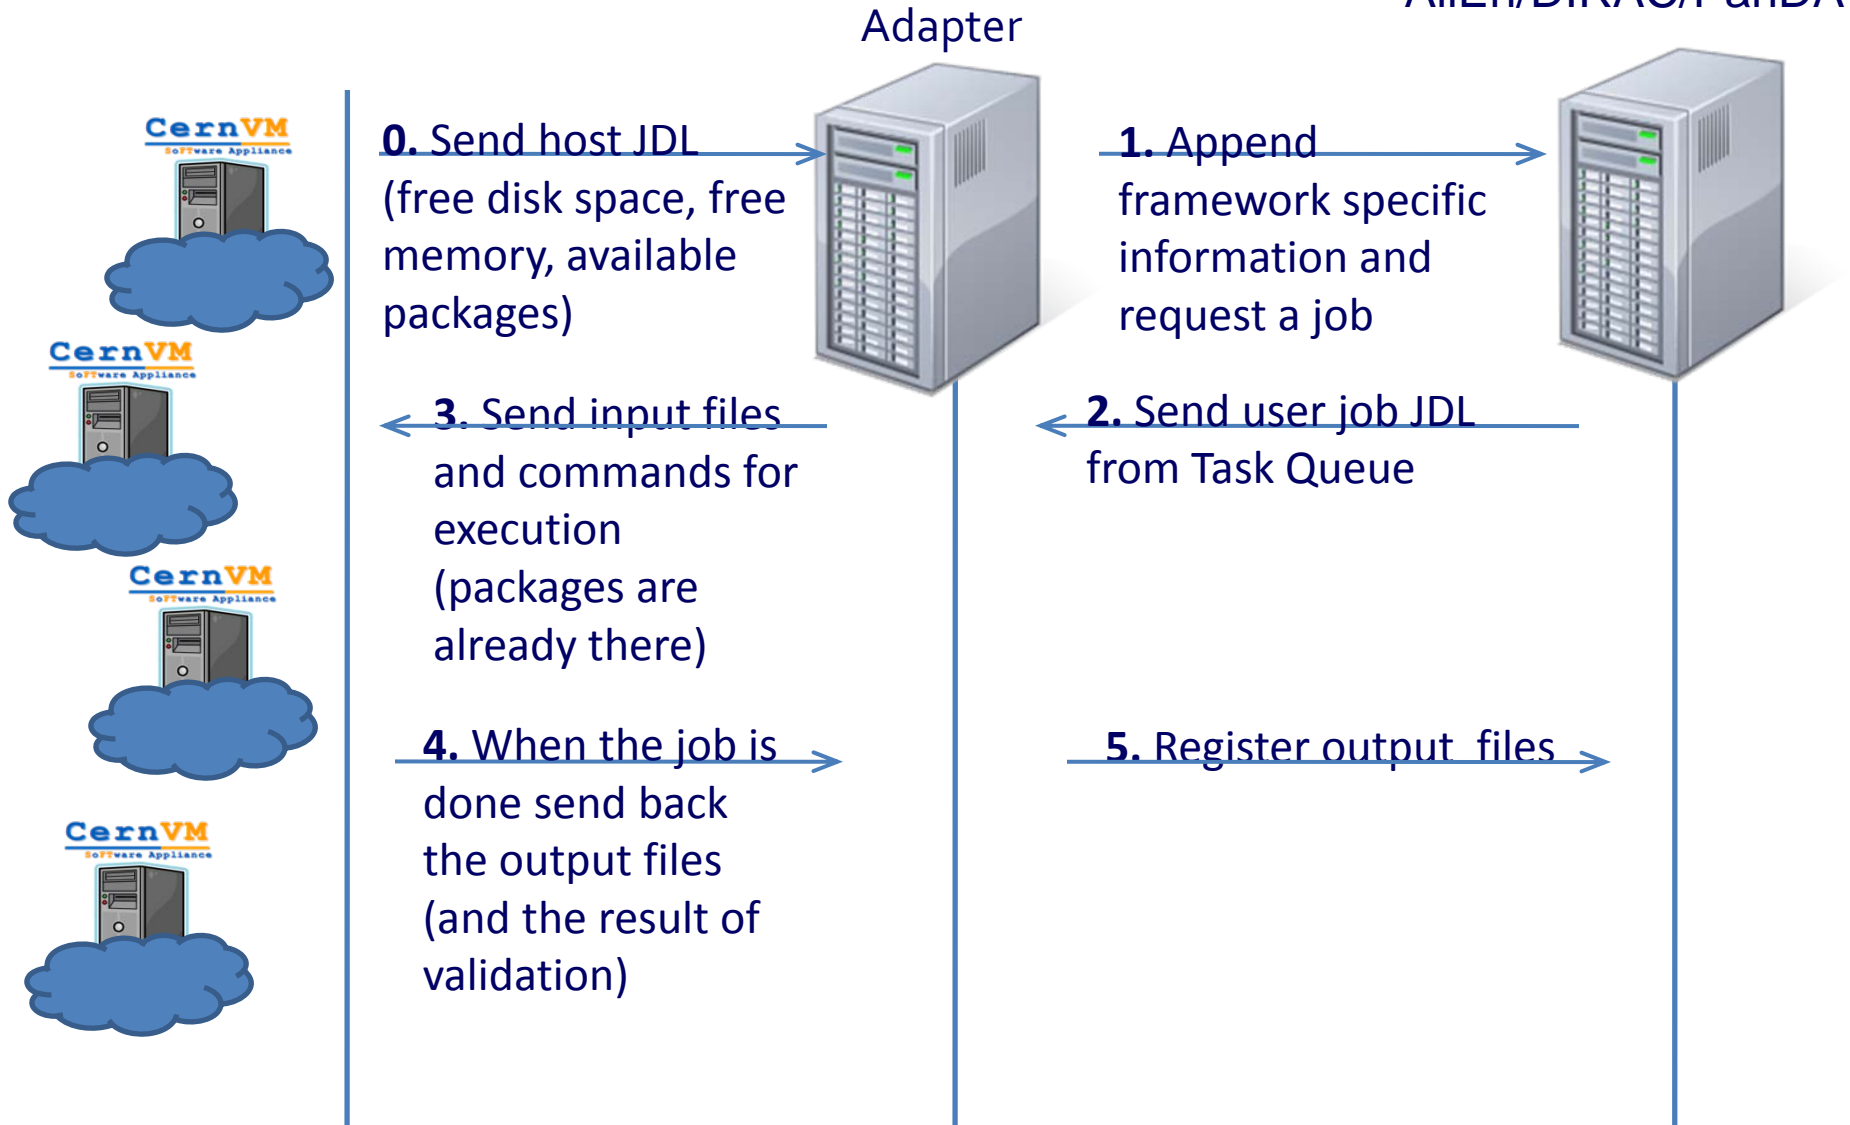 Adapter
CernVM
SoFTware Appliance
0. Send host JDL
(free disk space, free
memory, available
packages)
1. Append
framework specific
information and
request a job
CernVM
SoFTware Appliance
3. Send input files
and commands for
execution
(packages are
already there)
2. Send user job JDL
from Task Queue
CernVM
SoFTware Appliance
4. When the job is
done send back
the output files
(and the result of
validation)
5. Register output files
CernVM
SoFTware Appliance